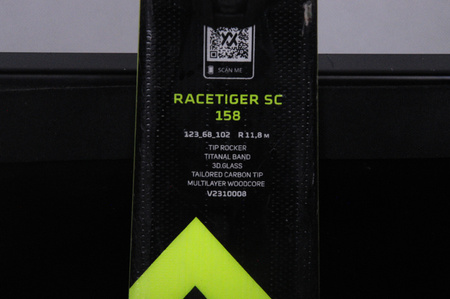 SCAN ME
RACETIGER SC
158
123_68_102 R 11,8 M
TIP ROCKER
TITANAL BAND
3D.GLASS
TAILORED CARBON TIP
MULTILAYER WOODCORE
V2310008